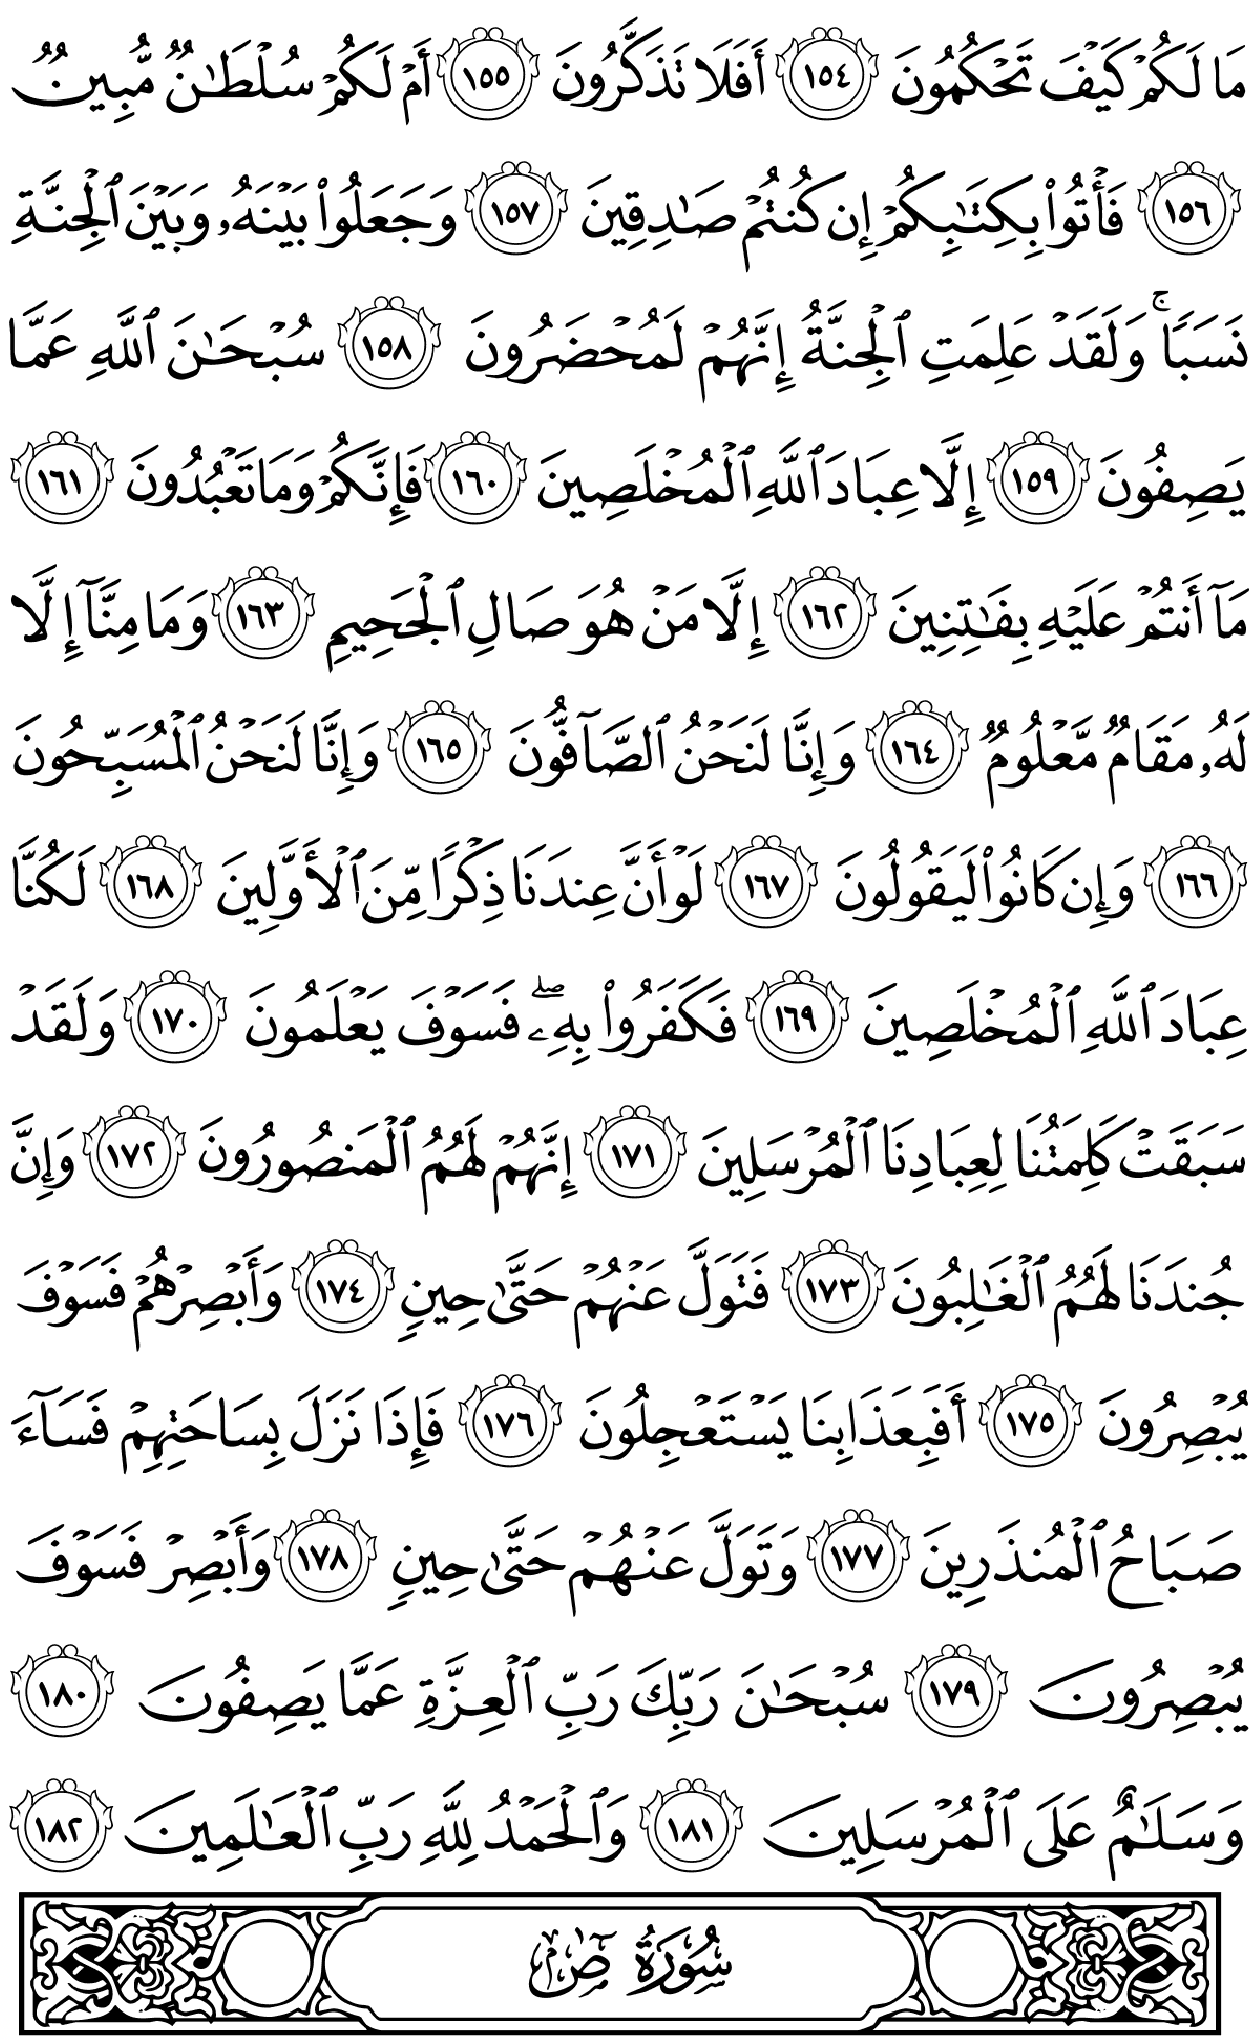 مَا لَكُمْ كَيْفَ تَحْكُمُونَ ١٥٤ أَفَلَا تَذَكَّرُونَ ١٥٥ أَمْ لَكُمْ سُلْطَٰنٌ مُّبِينٌ
١٥٦ فَأْتُوا۟ بِكِتَٰبِكُمْ إِن كُنتُمْ صَٰدِقِينَ ١٥٧ وَجَعَلُوا۟ بَيْنَهُۥ وَبَيْنَ ٱلْجِنَّةِ
نَسَبًا ۚ وَلَقَدْ عَلِمَتِ ٱلْجِنَّةُ إِنَّهُمْ لَمُحْضَرُونَ ١٥٨ سُبْحَٰنَ ٱللَّهِ عَمَّا
يَصِفُونَ ١٥٩ إِلَّا عِبَادَ ٱللَّهِ ٱلْمُخْلَصِينَ ١٦٠ فَإِنَّكُمْ وَمَا تَعْبُدُونَ ١٦١
مَآ أَنتُمْ عَلَيْهِ بِفَٰتِنِينَ ١٦٢ إِلَّا مَنْ هُوَ صَالِ ٱلْجَحِيمِ ١٦٣ وَمَا مِنَّآ إِلَّا
لَهُۥ مَقَامٌ مَّعْلُومٌ ١٦٤ وَإِنَّا لَنَحْنُ ٱلصَّآفُّونَ ١٦٥ وَإِنَّا لَنَحْنُ ٱلْمُسَبِّحُونَ
١٦٦ وَإِن كَانُوا۟ لَيَقُولُونَ ١٦٧ لَوْ أَنَّ عِندَنَا ذِكْرًا مِّنَ ٱلْأَوَّلِينَ ١٦٨ لَكُنَّا
عِبَادَ ٱللَّهِ ٱلْمُخْلَصِينَ ١٦٩ فَكَفَرُوا۟ بِهِۦ ۖ فَسَوْفَ يَعْلَمُونَ ١٧٠ وَلَقَدْ
سَبَقَتْ كَلِمَتُنَا لِعِبَادِنَا ٱلْمُرْسَلِينَ ١٧١ إِنَّهُمْ لَهُمُ ٱلْمَنصُورُونَ ١٧٢ وَإِنَّ
جُندَنَا لَهُمُ ٱلْغَٰلِبُونَ ١٧٣ فَتَوَلَّ عَنْهُمْ حَتَّىٰ حِينٍ ١٧٤ وَأَبْصِرْهُمْ فَسَوْفَ
يُبْصِرُونَ ١٧٥ أَفَبِعَذَابِنَا يَسْتَعْجِلُونَ ١٧٦ فَإِذَا نَزَلَ بِسَاحَتِهِمْ فَسَآءَ
صَبَاحُ ٱلْمُنذَرِينَ ١٧٧ وَتَوَلَّ عَنْهُمْ حَتَّىٰ حِينٍ ١٧٨ وَأَبْصِرْ فَسَوْفَ
يُبْصِرُونَ ١٧٩ سُبْحَٰنَ رَبِّكَ رَبِّ ٱلْعِزَّةِ عَمَّا يَصِفُونَ ١٨٠
وَسَلَٰمٌ عَلَى ٱلْمُرْسَلِينَ ١٨١ وَٱلْحَمْدُ لِلَّهِ رَبِّ ٱلْعَٰلَمِينَ ١٨٢
سُورَةُ صٓ